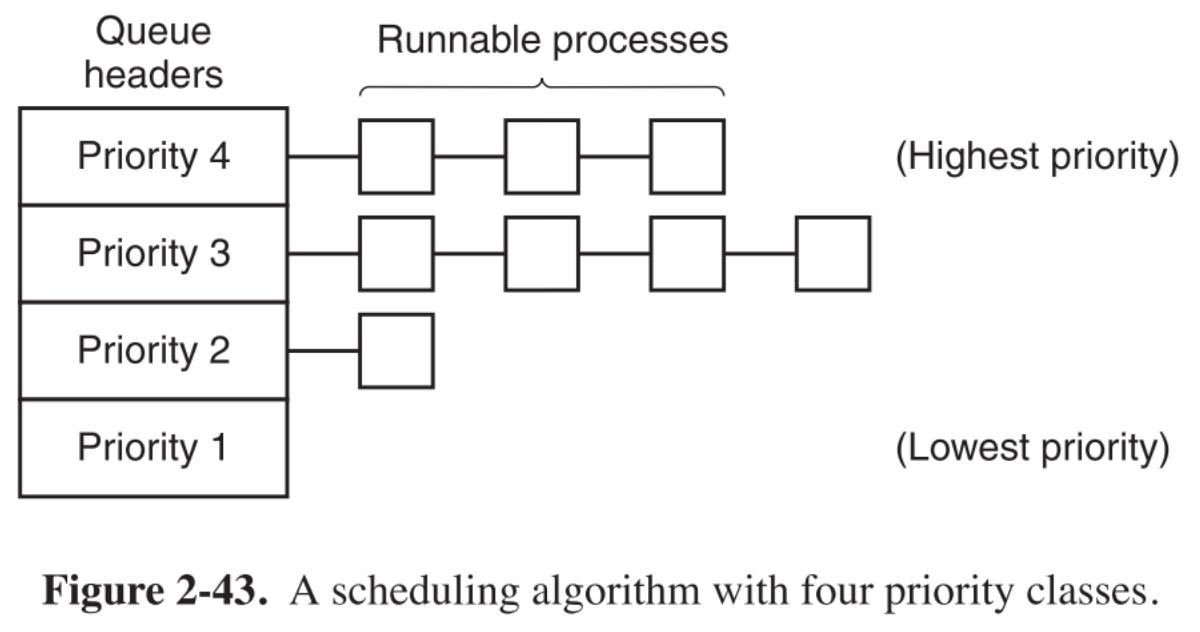 Queue
headers
Runnable processes
Priority 4
(Highest priority)
Priority 3
Priority 2
Priority 1
(Lowest priority)
Figure 2-43. A scheduling algorithm with four priority classes.